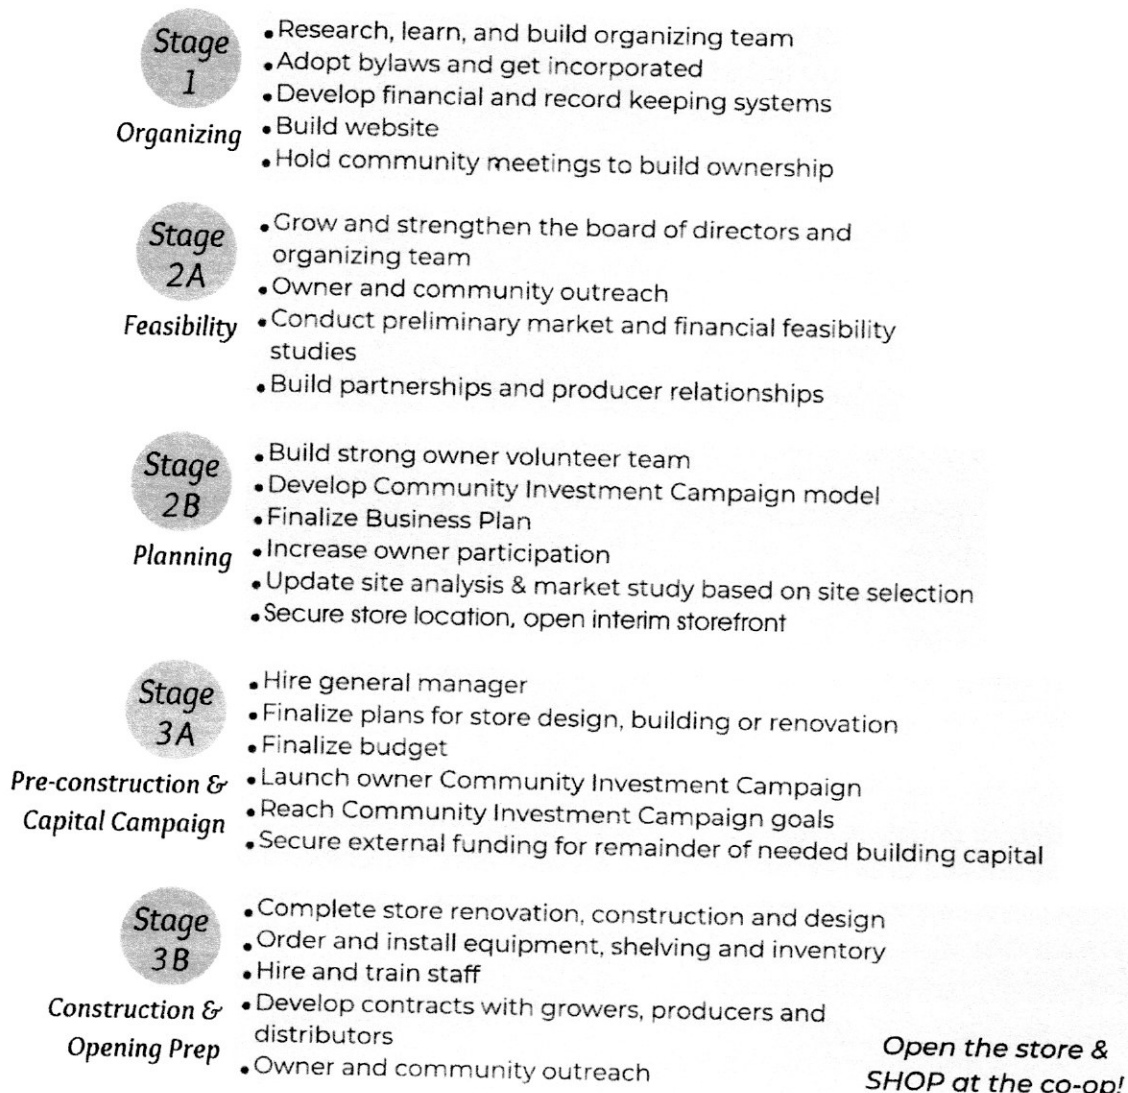 Stage
1
Organizing
• Research, learn, and build organizing team
• Adopt bylaws and get incorporated
• Develop financial and record keeping systems
• Build website
• Hold community meetings to build ownership
Stage
2A
Feasibility
• Grow and strengthen the board of directors and
organizing team
• Owner and community outreach
• Conduct preliminary market and financial feasibility
studies
• Build partnerships and producer relationships
Stage
2B
Planning
• Build strong owner volunteer team
• Develop Community Investment Campaign model
• Finalize Business Plan
• Increase owner participation
• Update site analysis & market study based on site selection
• Secure store location, open interim storefront
Stage
3A
Pre-construction &
Capital Campaign
• Hire general manager
• Finalize plans for store design, building or renovation
• Finalize budget
• Launch owner Community Investment Campaign
• Reach Community Investment Campaign goals
• Secure external funding for remainder of needed building capital
Stage
3B
Construction &
Opening Prep
• Complete store renovation, construction and design
• Order and install equipment, shelving and inventory
• Hire and train staff
• Develop contracts with growers, producers and
distributors
• Owner and community outreach
Open the store &
SHOP at the co-op!